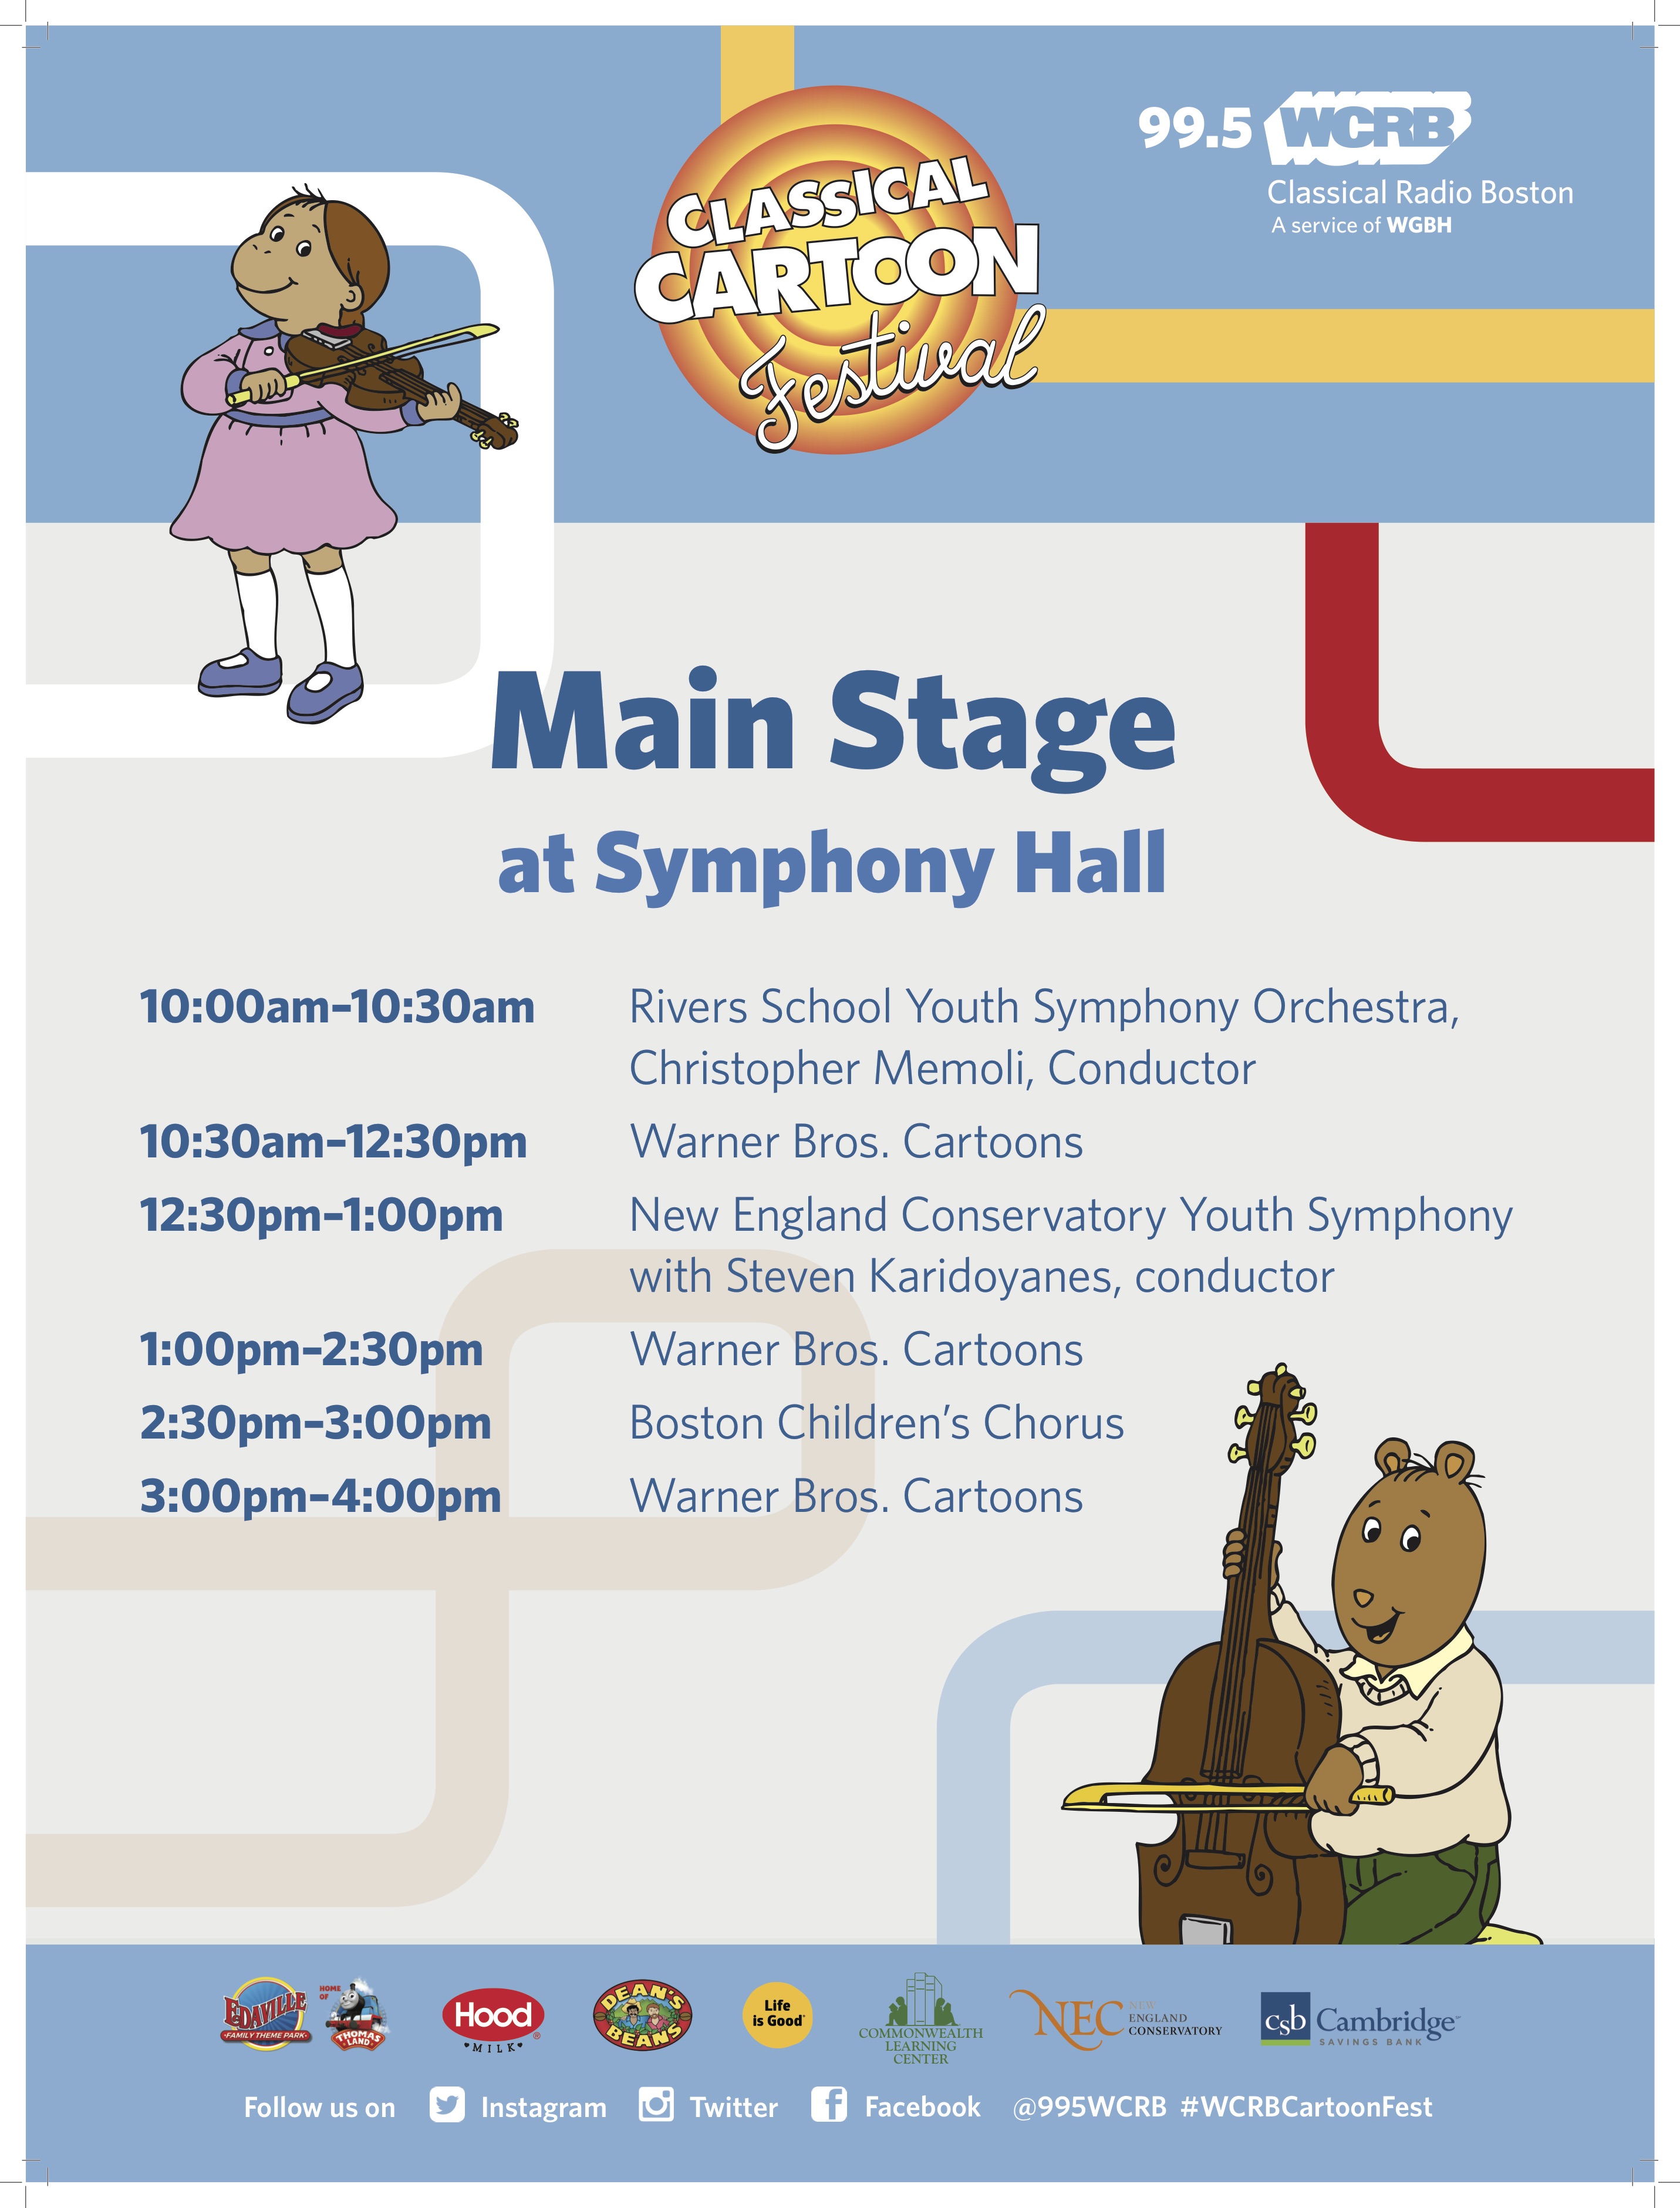 99.5 WCRB
Classical Radio Boston
A service of WGBH
CLASSICAL
CARTOON
Festival
Main Stage
at Symphony Hall
10:00am–10:30am Rivers School Youth Symphony Orchestra,
Christopher Memoli, Conductor
10:30am–12:30pm Warner Bros. Cartoons
12:30pm–1:00pm New England Conservatory Youth Symphony
with Steven Karidoyanes, conductor
1:00pm–2:30pm Warner Bros. Cartoons
2:30pm–3:00pm Boston Children’s Chorus
3:00pm–4:00pm Warner Bros. Cartoons
EDAVILLE
FAMILY THEME PARK
HOME
OF
THOMAS
LAND
Hood®
MILK
DEAN'S
BEANS
Life
is Good®
COMMONWEALTH
LEARNING
CENTER
NEC NEW
ENGLAND
CONSERVATORY
csb Cambridge
SAVINGS BANK
Follow us on Instagram Twitter Facebook @995WCRB #WCRBCartoonFest